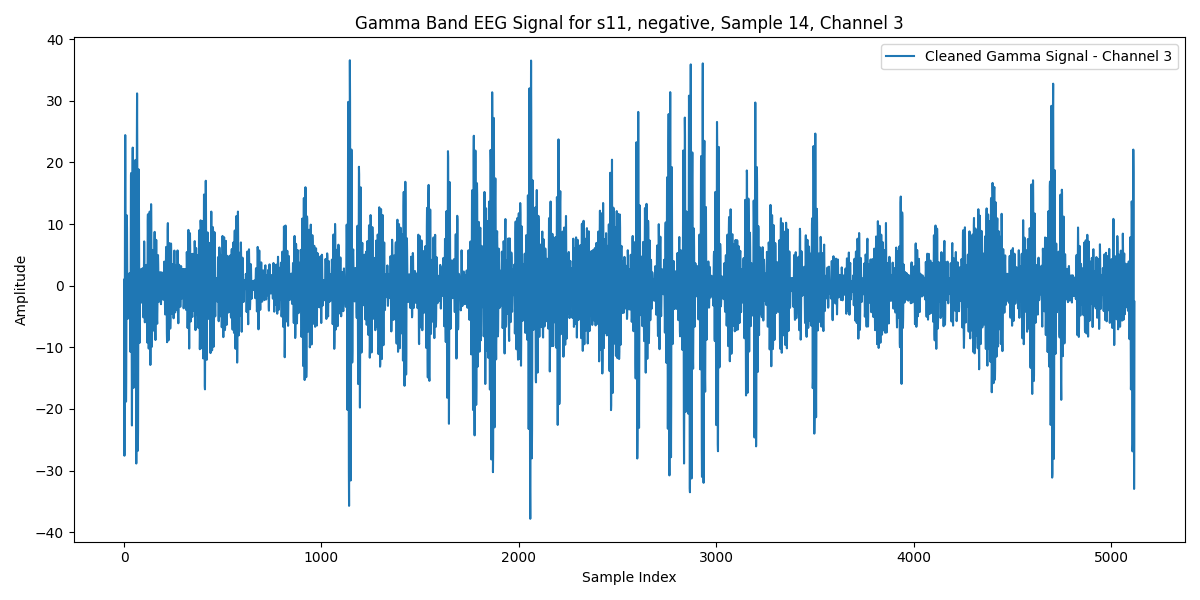 Gamma Band EEG Signal for s11, negative, Sample 14, Channel 3
Cleaned Gamma Signal - Channel 3
Amplitude
40
30
20
10
0
−10
−20
−30
−40
0 1000 2000 3000 4000 5000
Sample Index